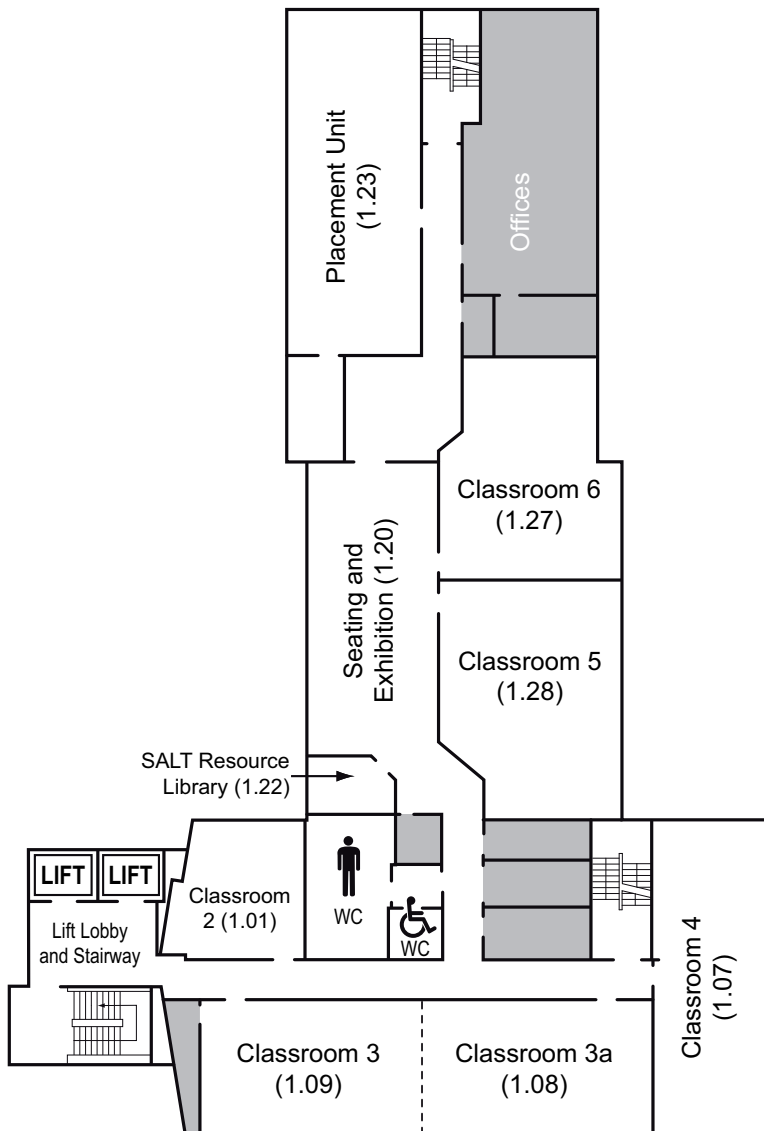 Placement Unit
(1.23)
Offices
Classroom 6
(1.27)
Seating and
Exhibition (1.20)
Classroom 5
(1.28)
SALT Resource
Library (1.22)
LIFT
LIFT
Classroom
2 (1.01)
WC
WC
Lift Lobby
and Stairway
Classroom 4
(1.07)
Classroom 3
(1.09)
Classroom 3a
(1.08)